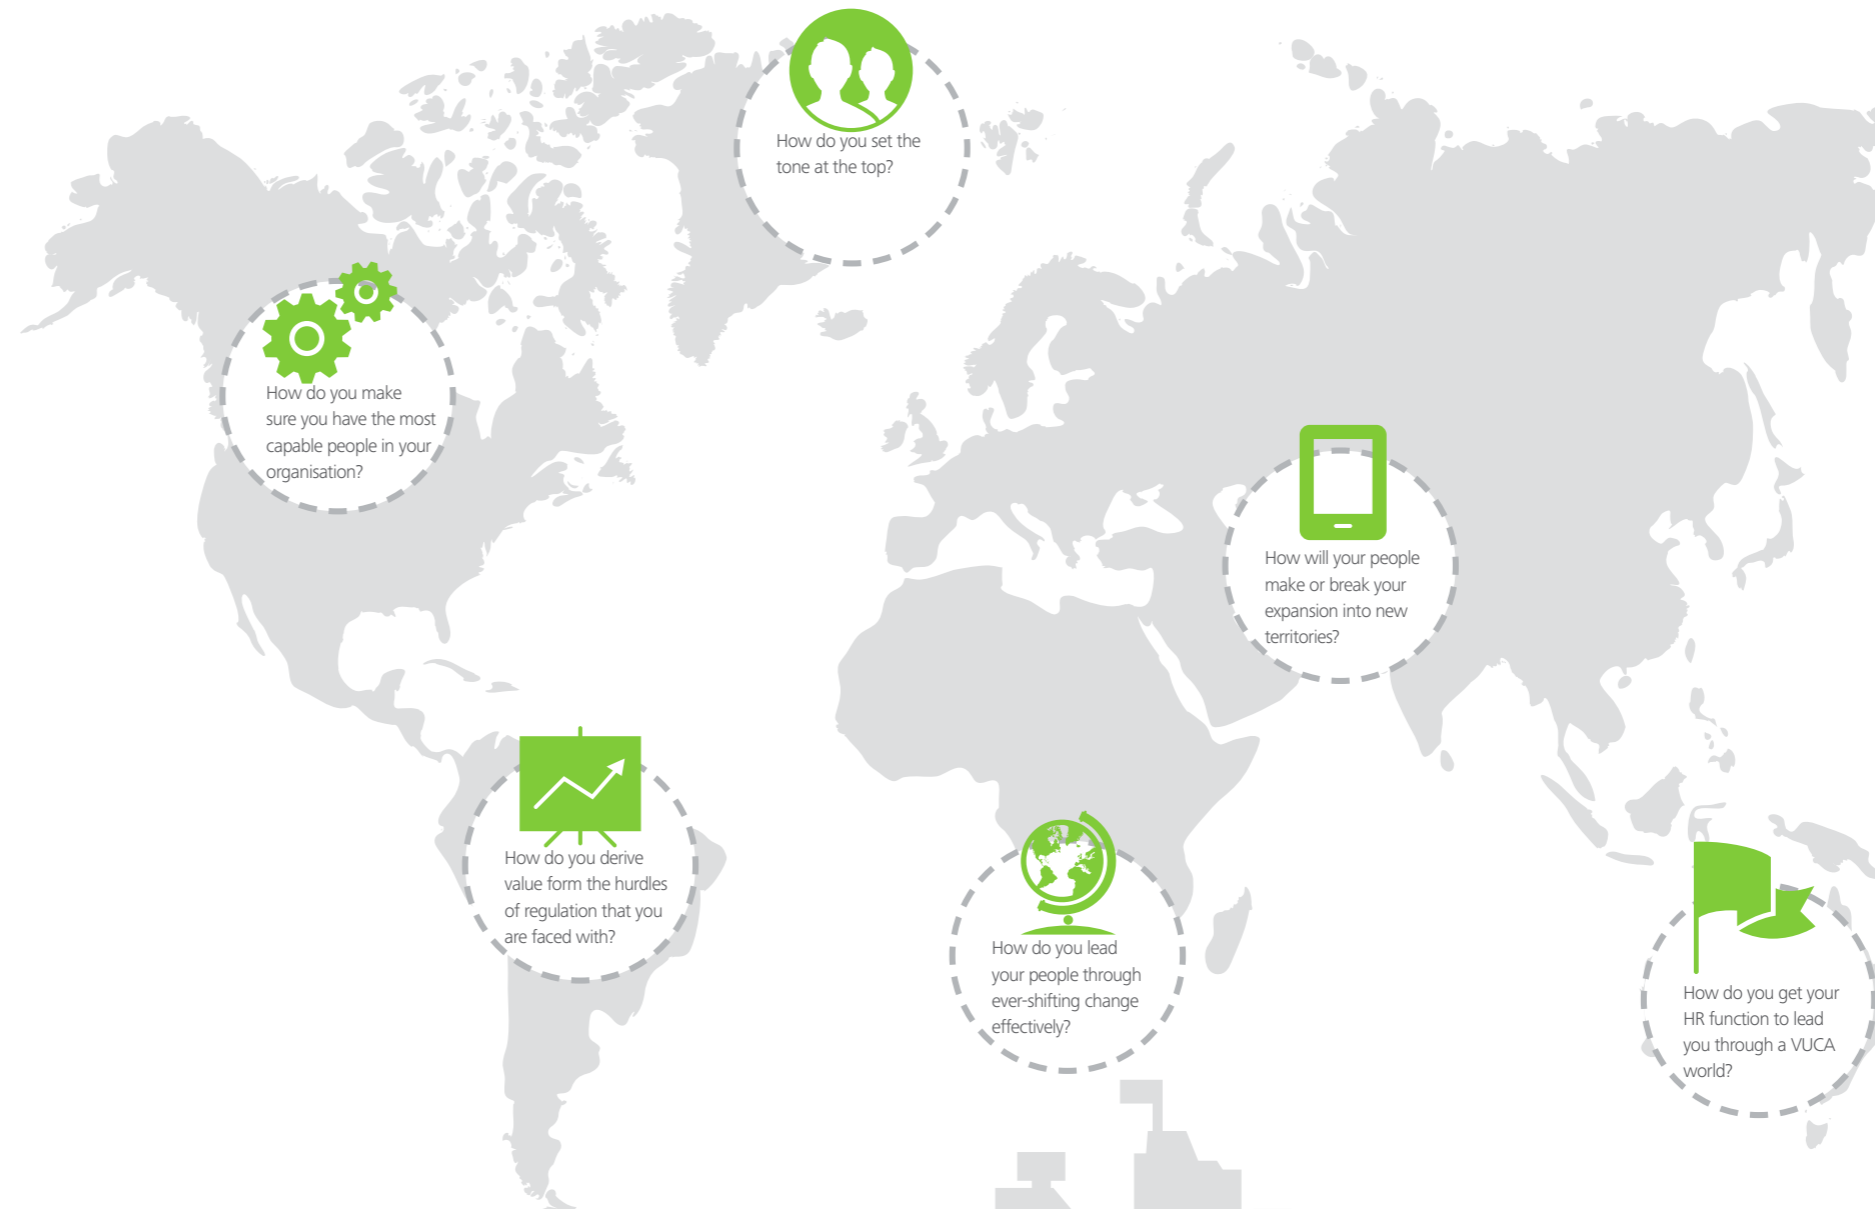 How do you set the
tone at the top?
How do you make
sure you have the most
capable people in your
organisation?
How will your people
make or break your
expansion into new
territories?
How do you derive
value form the hurdles
of regulation that you
are faced with?
How do you lead
your people through
ever-shifting change
effectively?
How do you get your
HR function to lead
you through a VUCA
world?